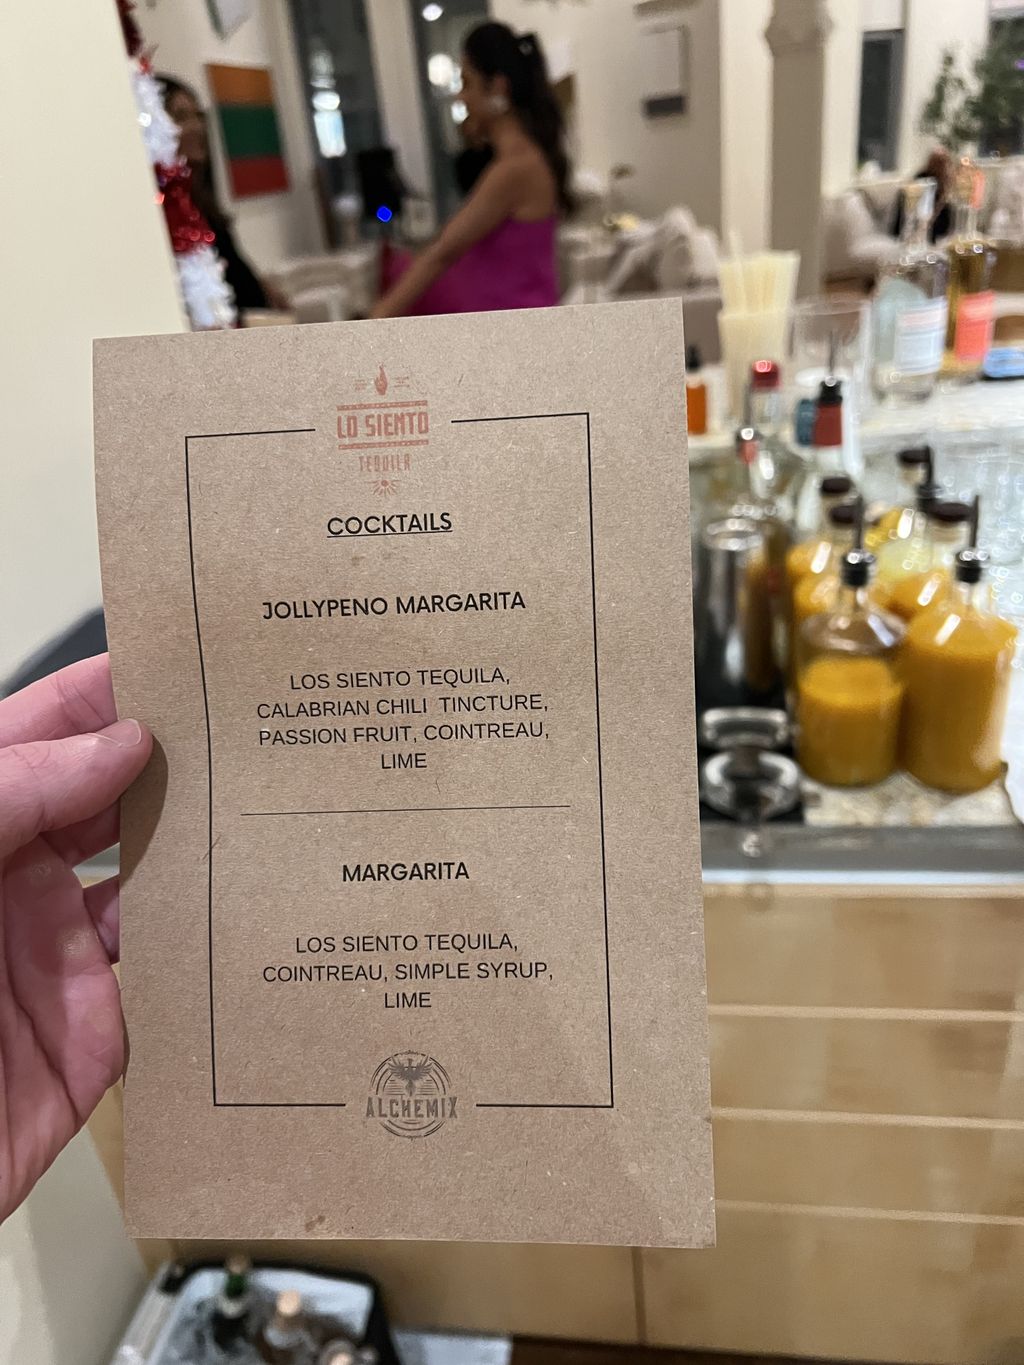 LO SIENTO
TEQUILA
COCKTAILS
JOLLYPENO MARGARITA
LOS SIENTO TEQUILA,
CALABRIAN CHILI TINCTURE,
PASSION FRUIT, COINTREAU,
LIME
MARGARITA
LOS SIENTO TEQUILA,
COINTREAU, SIMPLE SYRUP,
LIME
ALCHEMIX